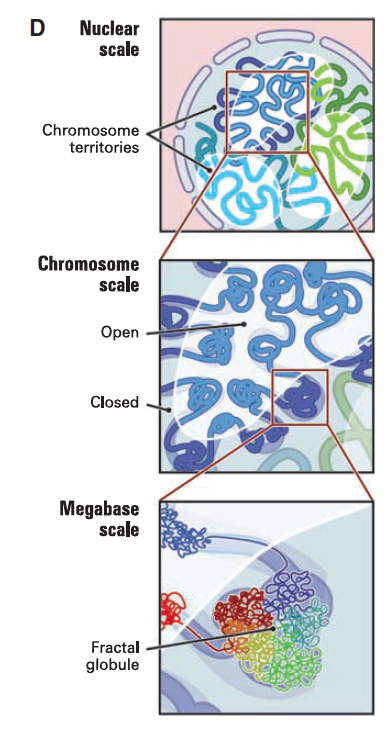 D
Nuclear
scale
Chromosome
territories
Chromosome
scale
Open
Closed
Megabase
scale
Fractal
globule